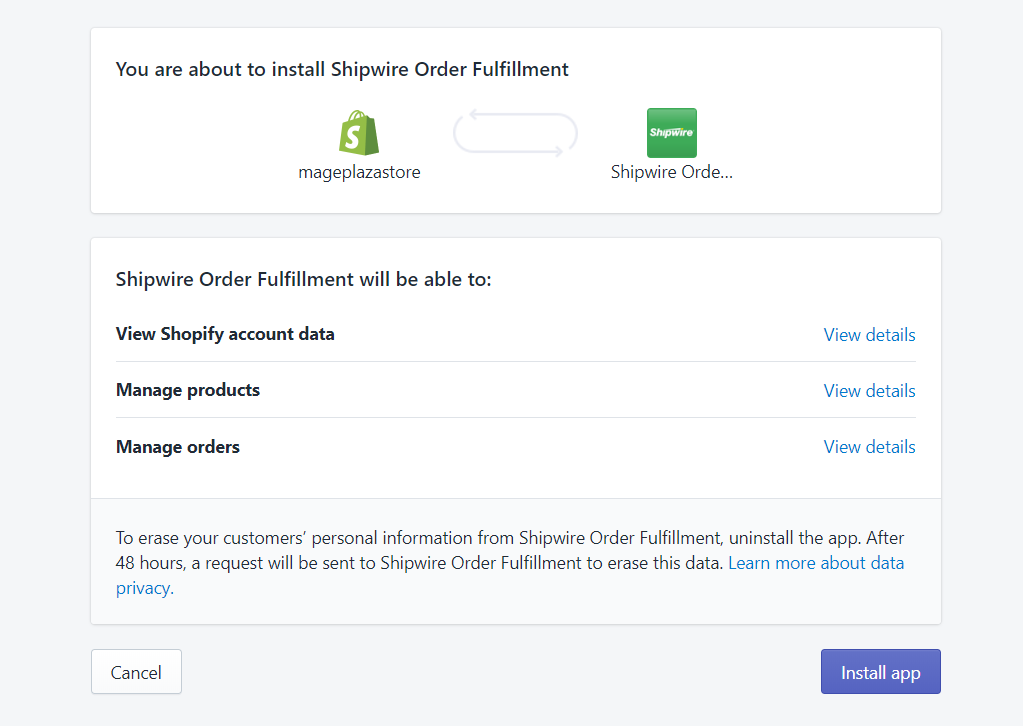 You are about to install Shipwire Order Fulfillment
S
Shipwire
mageplazastore
Shipwire Orde...
Shipwire Order Fulfillment will be able to:
View Shopify account data
View details
Manage products
View details
Manage orders
View details
To erase your customers’ personal information from Shipwire Order Fulfillment, uninstall the app. After
48 hours, a request will be sent to Shipwire Order Fulfillment to erase this data. Learn more about data
privacy.
Cancel
Install app